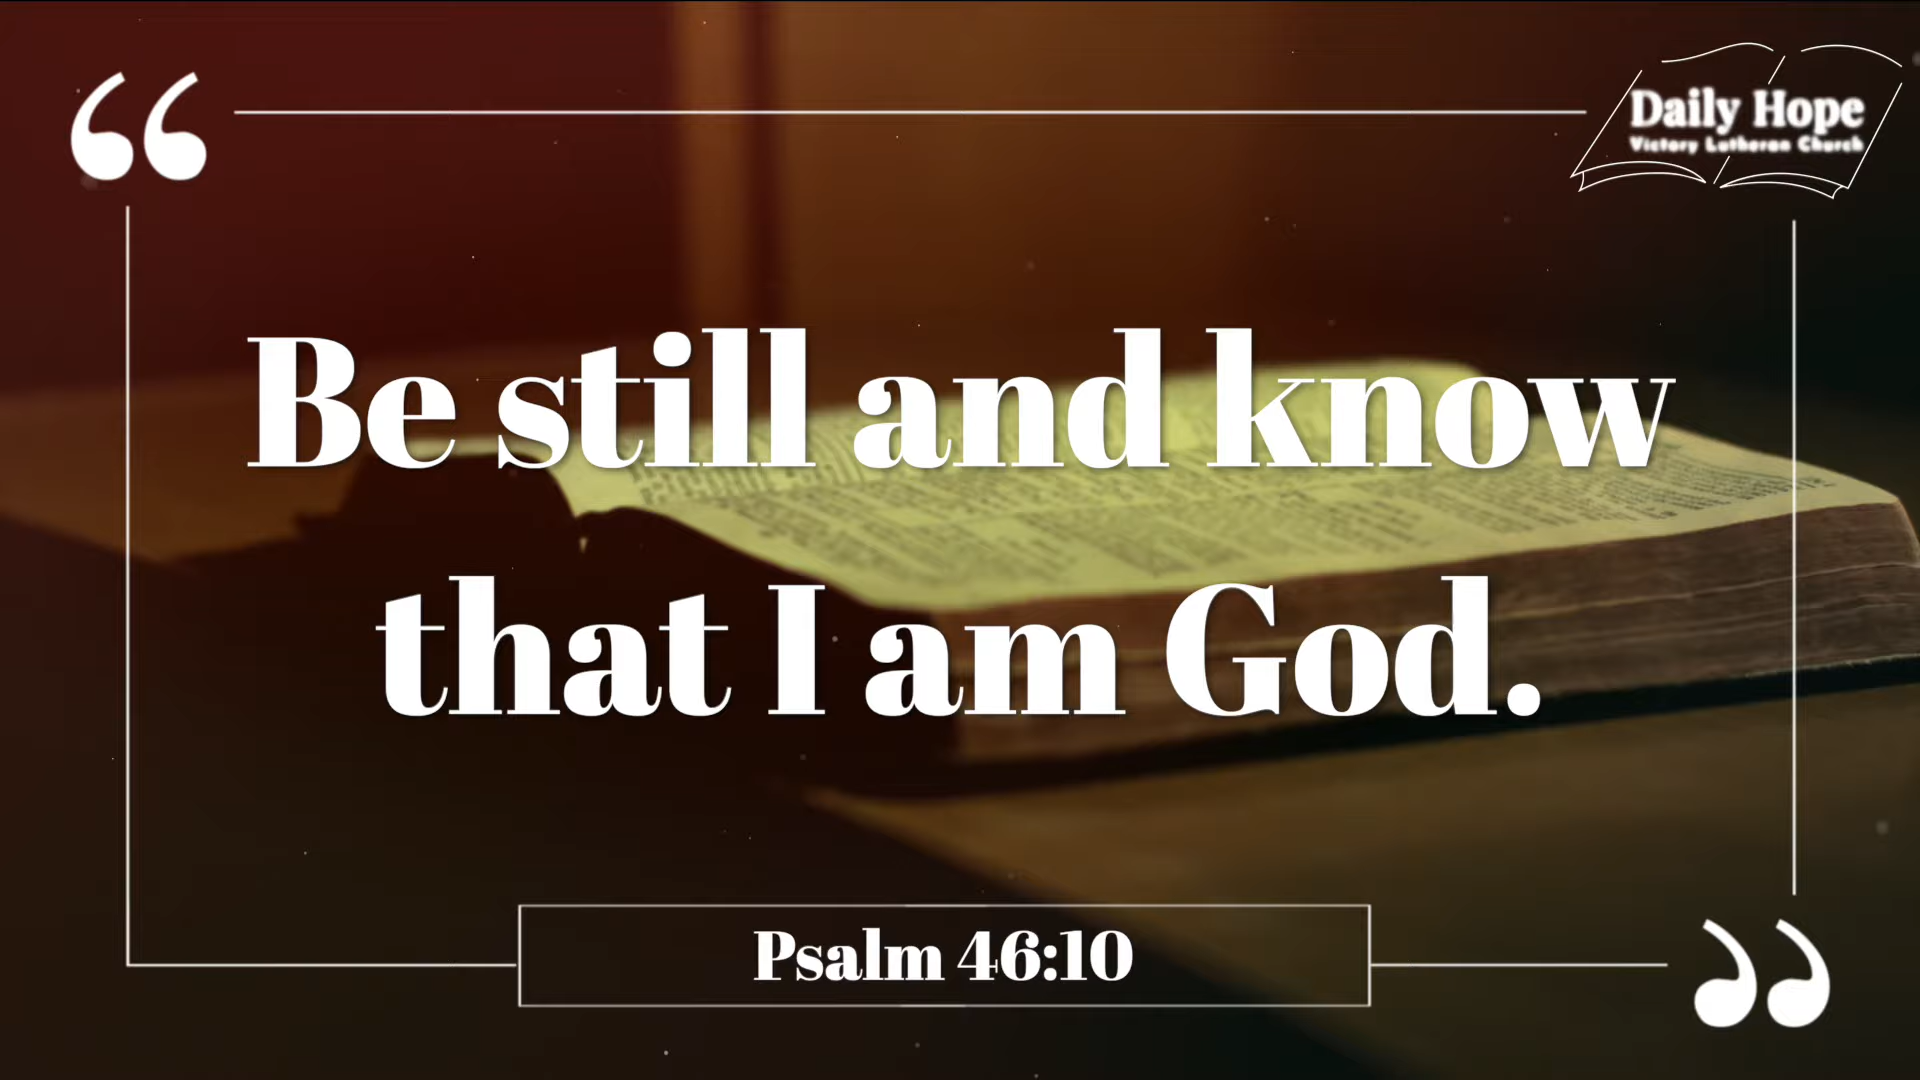 Daily Hope
Victory Lutheran Church
“
Be still and know
that I am God.
”
Psalm 46:10